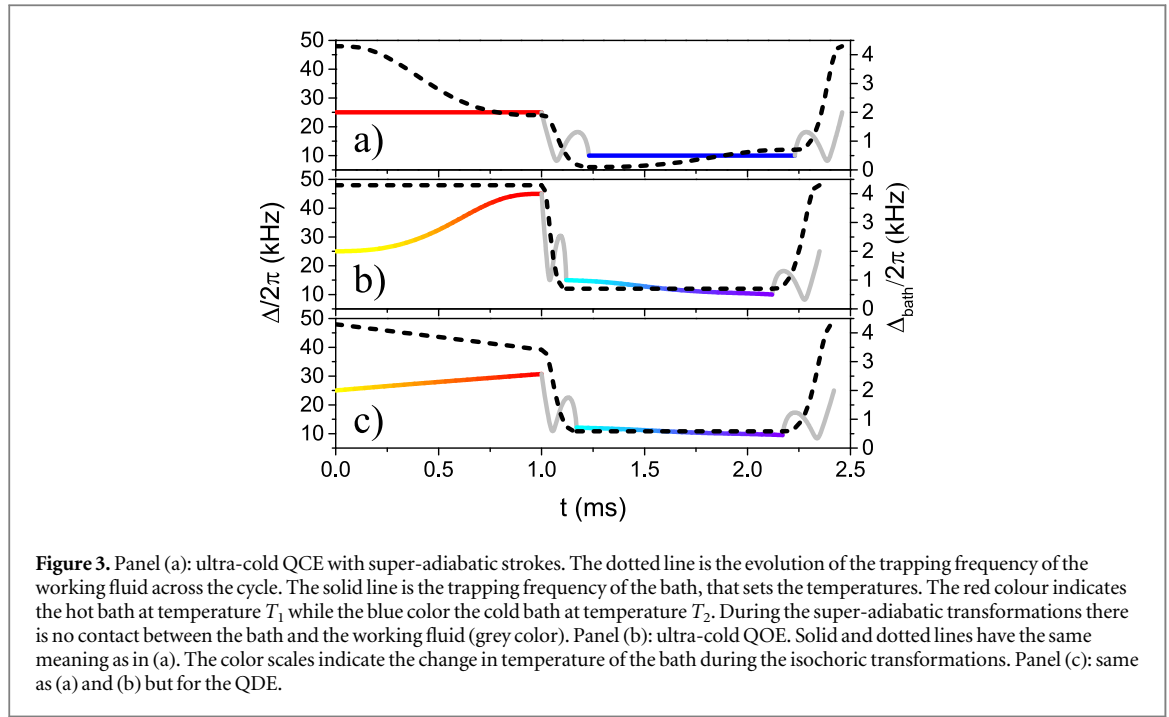 50
40
30
20
10
a)
4
3
2
1
0
50
40
30
20
10
b)
4
3
2
1
0
50
40
30
20
10
c)
4
3
2
1
0
Δ/2π (kHz)
Δbath/2π (kHz)
0.0 0.5 1.0 1.5 2.0 2.5
t (ms)
Figure 3. Panel (a): ultra-cold QCE with super-adiabatic strokes. The dotted line is the evolution of the trapping frequency of the
working fluid across the cycle. The solid line is the trapping frequency of the bath, that sets the temperatures. The red colour indicates
the hot bath at temperature T1 while the blue color the cold bath at temperature T2. During the super-adiabatic transformations there
is no contact between the bath and the working fluid (grey color). Panel (b): ultra-cold QOE. Solid and dotted lines have the same
meaning as in (a). The color scales indicate the change in temperature of the bath during the isochoric transformations. Panel (c): same
as (a) and (b) but for the QDE.